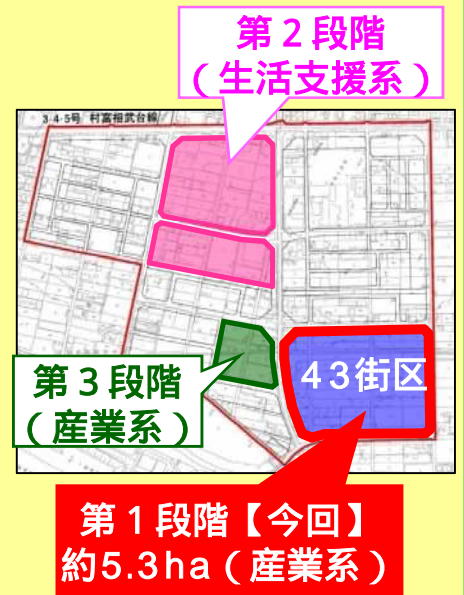 第２段階
（生活支援系）
3・4・5号 村富相武台線
４３街区
第３段階
（産業系）
第１段階【今回】
約5.3ha（産業系）